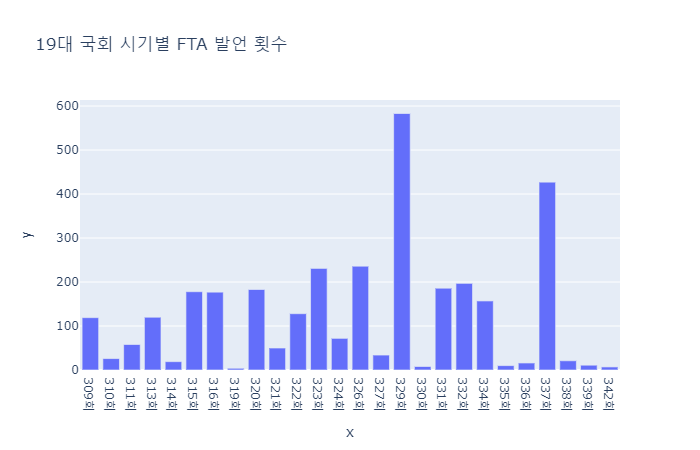 19대 국회 시기별 FTA 발언 횟수
y
600
500
400
300
200
100
0
309회
310회
311회
313회
314회
315회
316회
319회
320회
321회
322회
323회
324회
326회
327회
329회
330회
331회
332회
334회
335회
336회
337회
338회
339회
342회
x